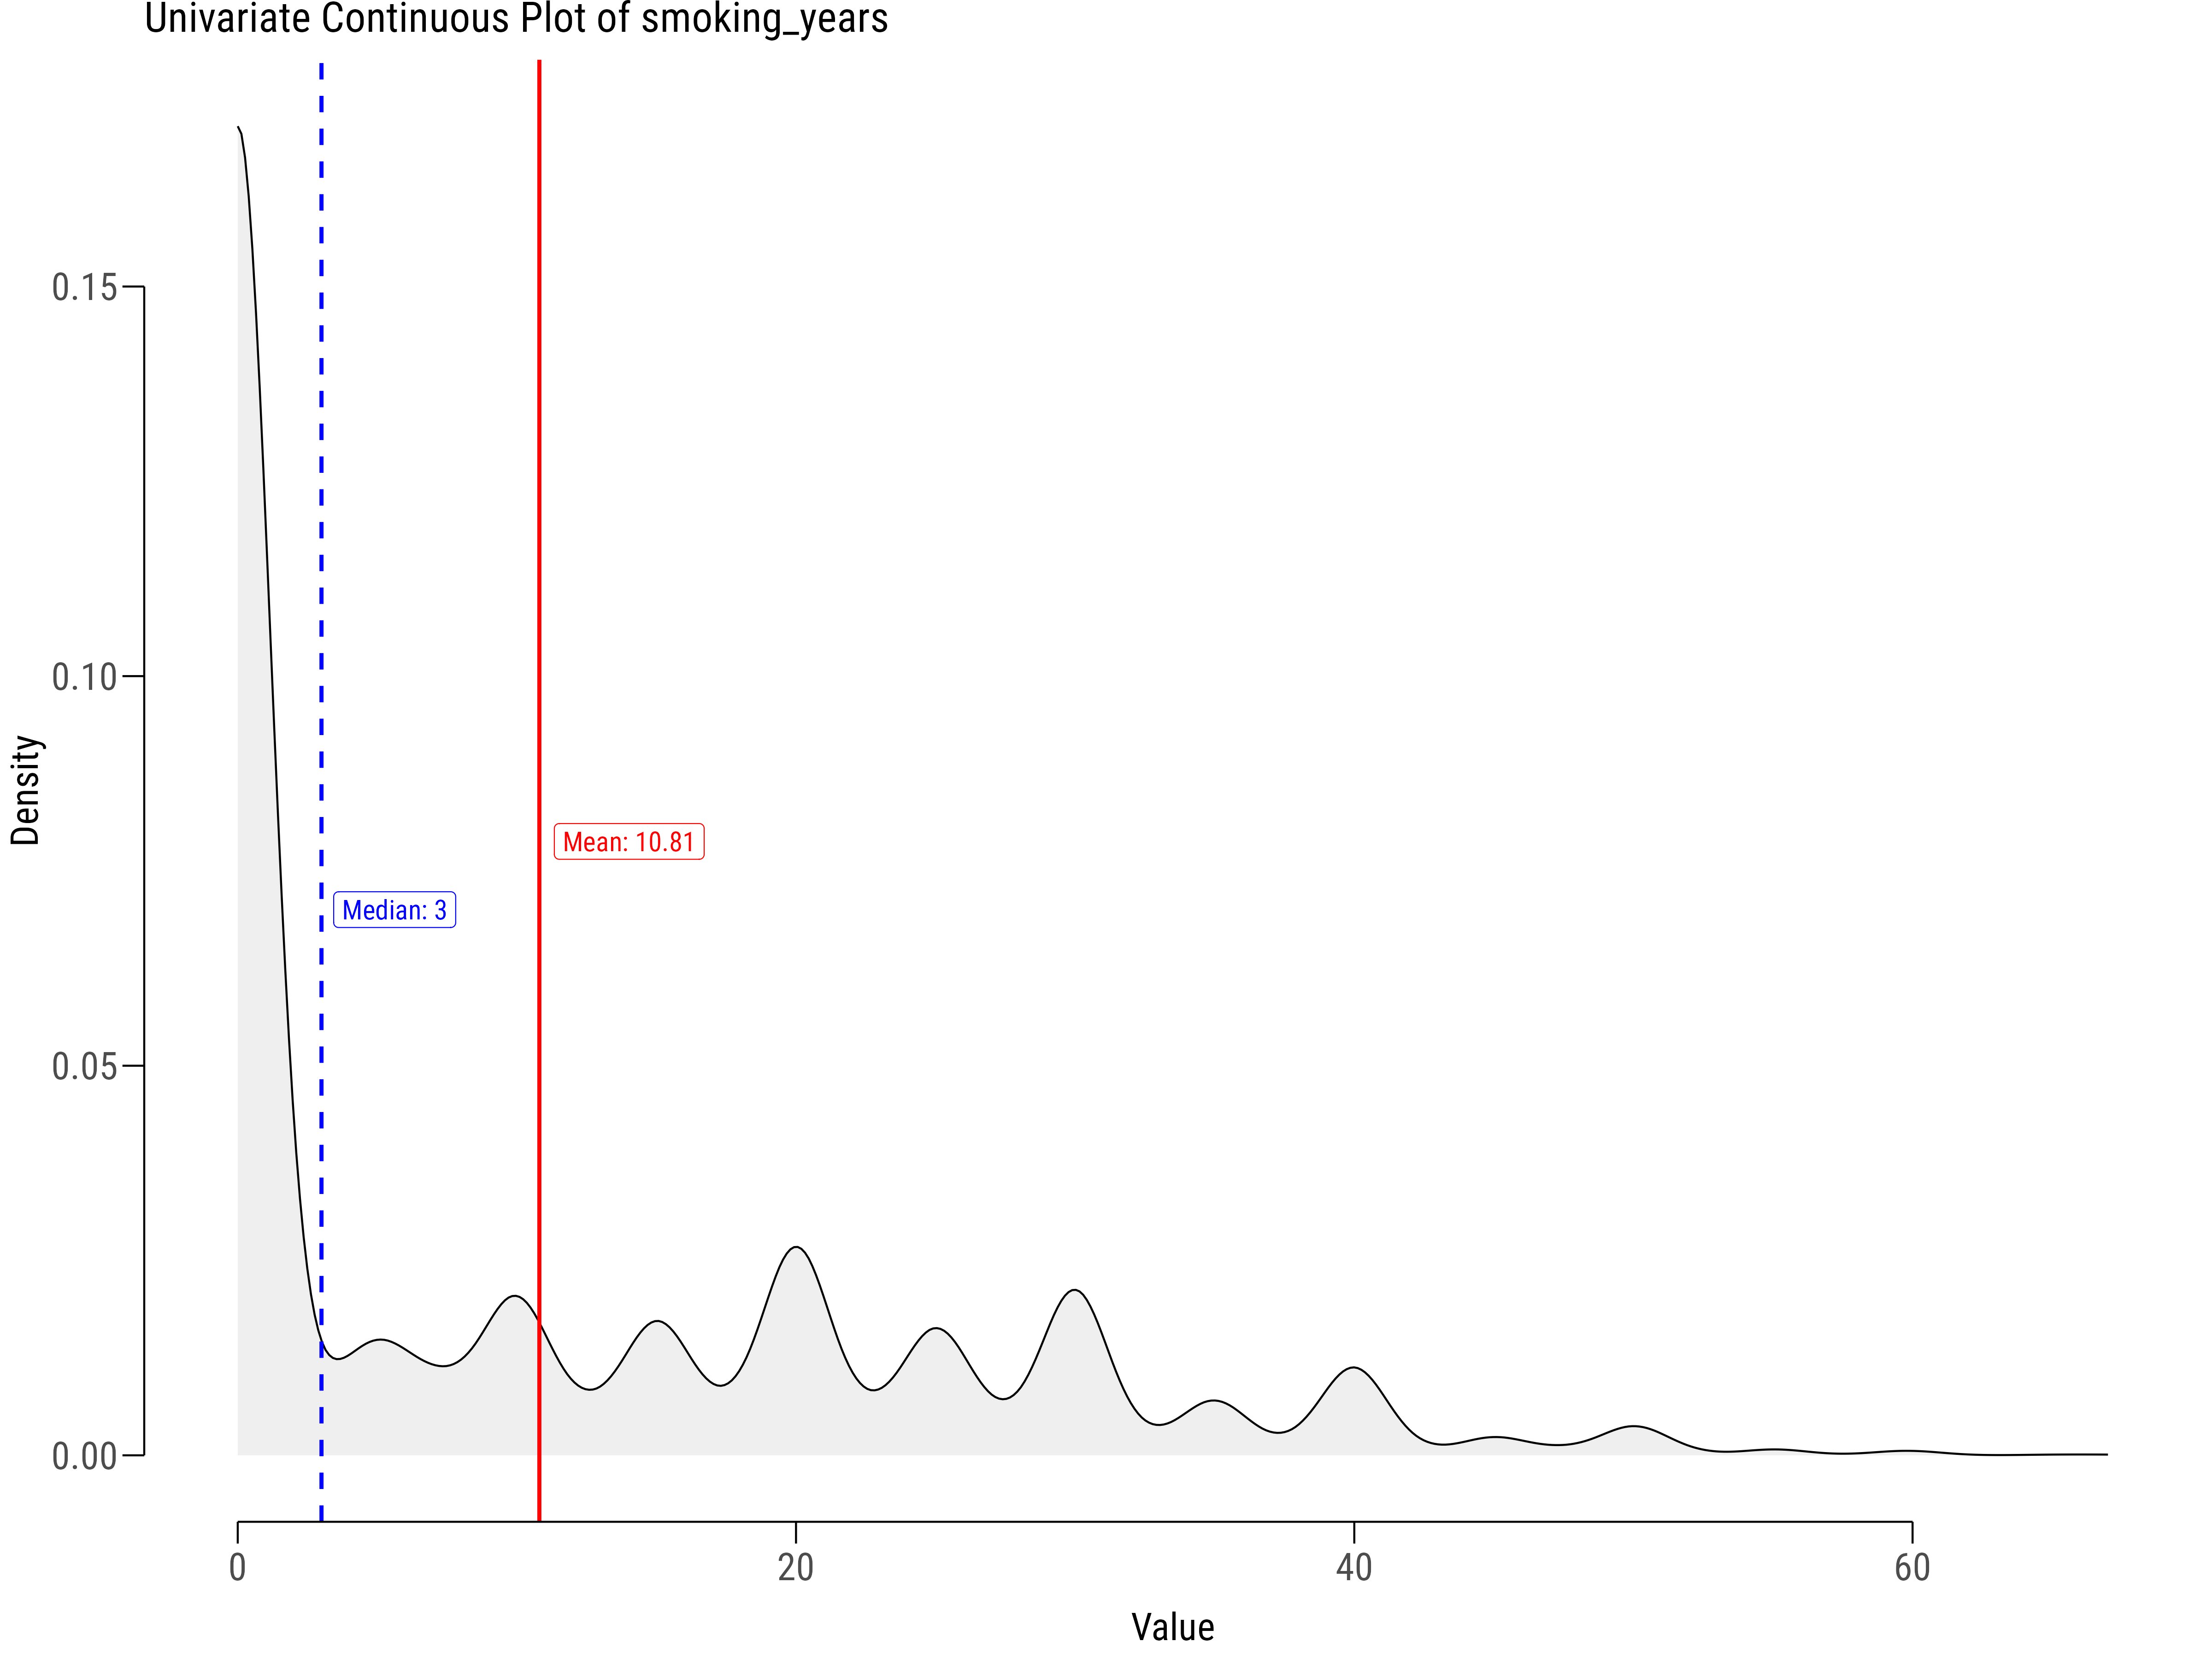 Univariate Continuous Plot of smoking_years
0.15
0.10
0.05
0.00
Density
Mean: 10.81
Median: 3
0
20
40
60
Value